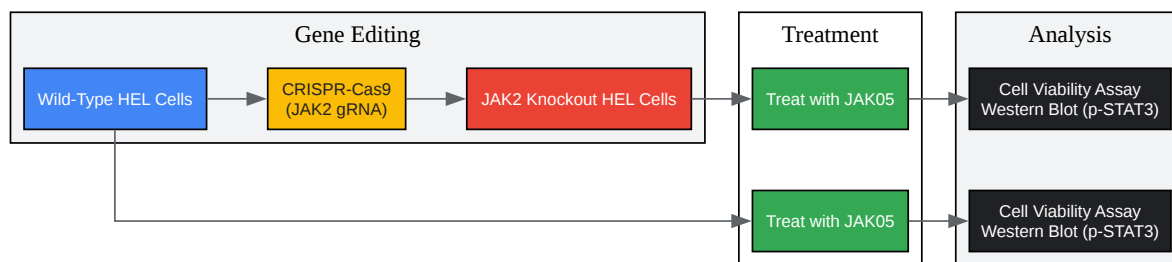 Gene Editing
Treatment
Analysis
Wild-Type HEL Cells
CRISPR-Cas9
(JAK2 gRNA)
JAK2 Knockout HEL Cells
Treat with JAK05
Cell Viability Assay
Western Blot (p-STAT3)
Treat with JAK05
Cell Viability Assay
Western Blot (p-STAT3)